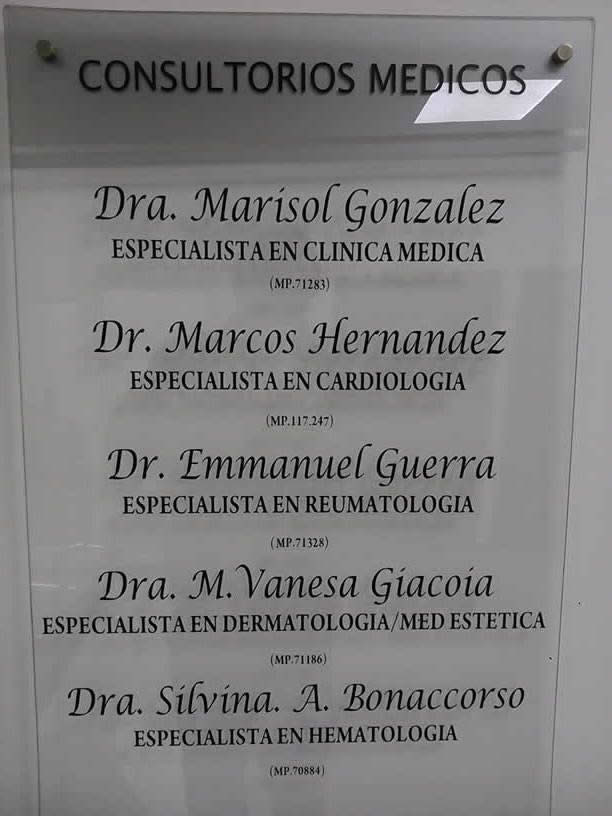 CONSULTORIOS MEDICOS
Dra. Marisol Gonzalez
ESPECIALISTA EN CLINICA MEDICA
(MP.71283)
Dr. Marcos Hernandez
ESPECIALISTA EN CARDIOLOGIA
(MP.117.247)
Dr. Emmanuel Guerra
ESPECIALISTA EN REUMATOLOGIA
(MP.71328)
Dra. M.Vanesa Giacoia
ESPECIALISTA EN DERMATOLOGIA/MED ESTETICA
(MP.71186)
Dra. Silvina. A. Bonaccorso
ESPECIALISTA EN HEMATOLOGIA
(MP.70884)